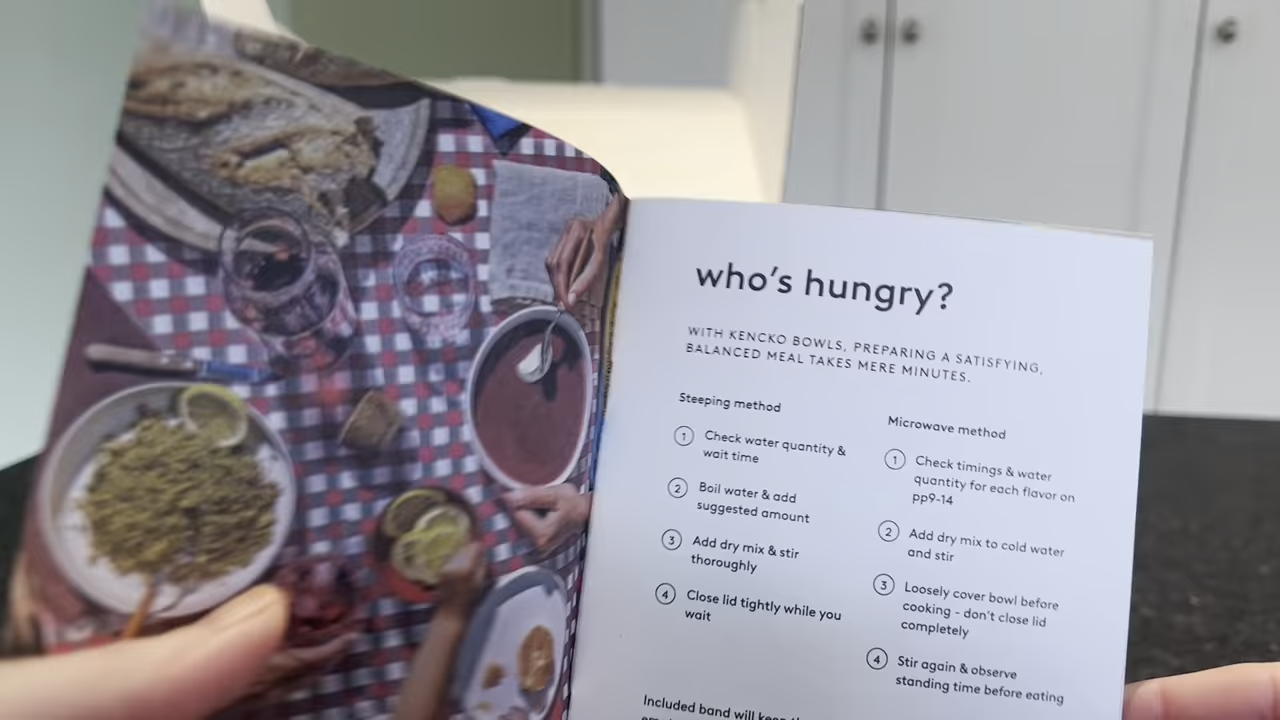 who's hungry?
WITH KENCKO BOWLS, PREPARING A SATISFYING,
BALANCED MEAL TAKES MERE MINUTES.
Steeping method
1 Check water quantity &
wait time
2 Boil water & add
suggested amount
3 Add dry mix & stir
thoroughly
4 Close lid tightly while you
wait
Microwave method
1 Check timings & water
quantity for each flavor on
pp9-14
2 Add dry mix to cold water
and stir
3 Loosely cover bowl before
cooking - don't close lid
completely
4 Stir again & observe
standing time before eating
Included band will keep